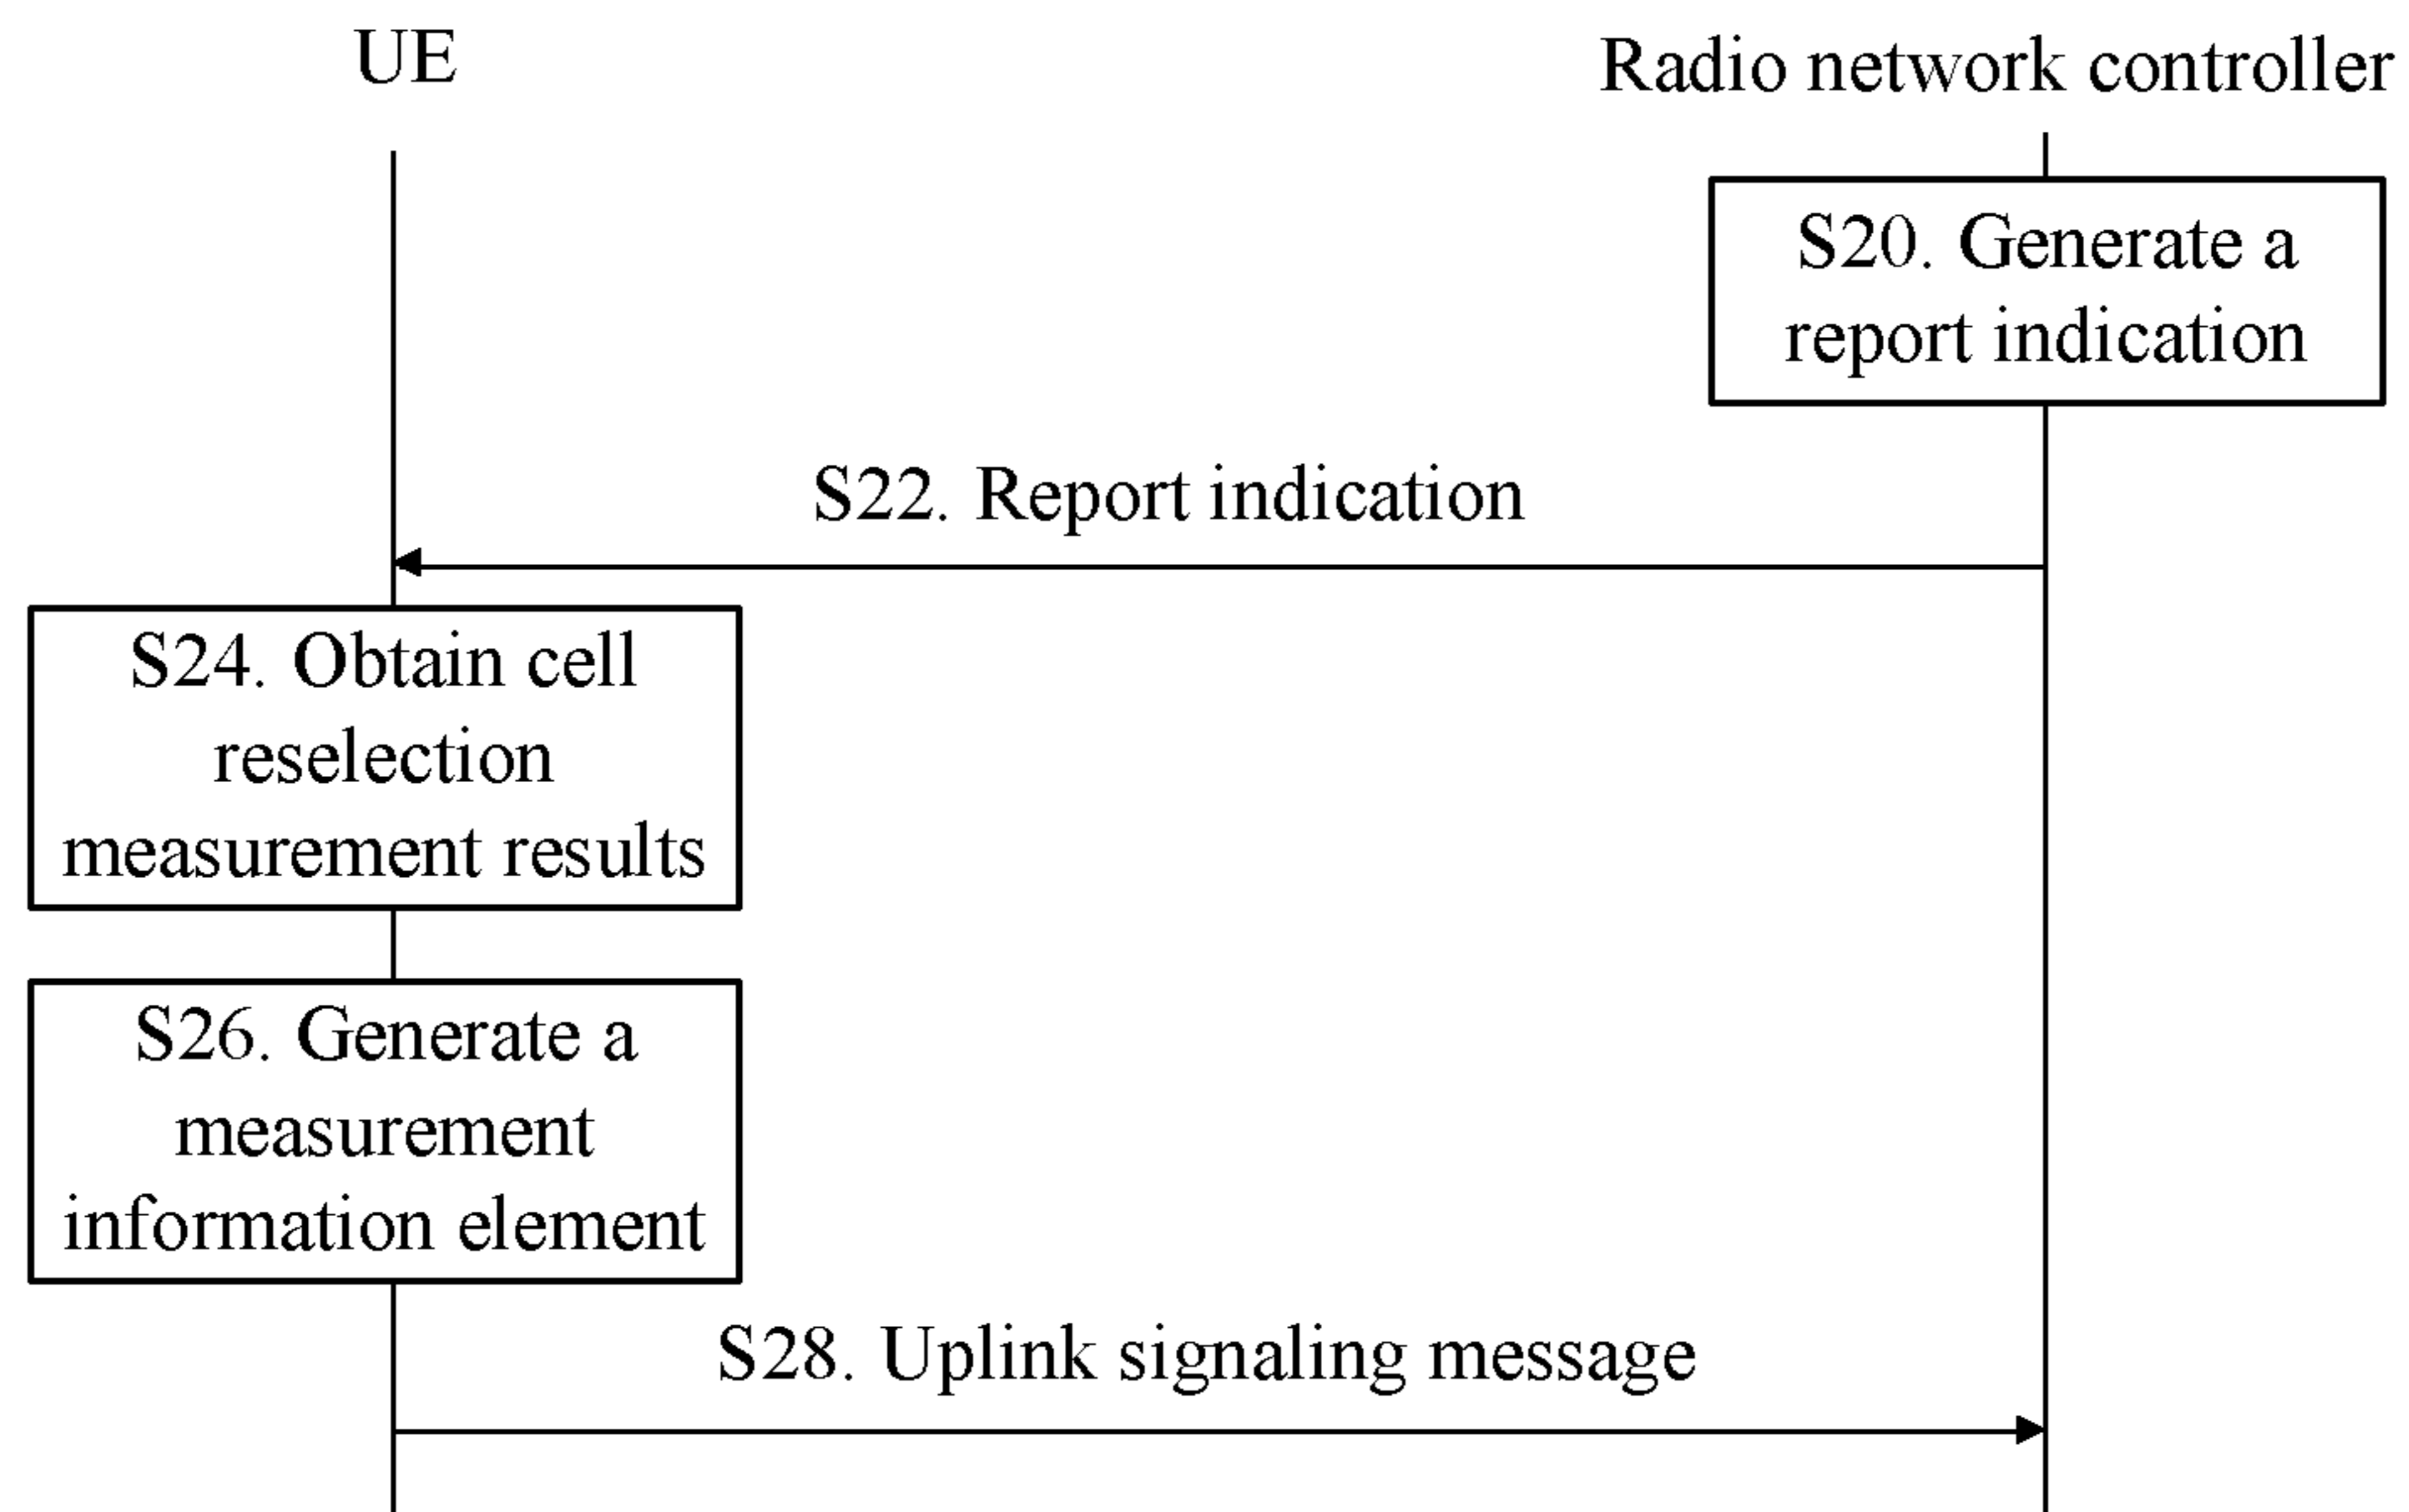 UE
Radio network controller
S20. Generate a
report indication
S22. Report indication
S24. Obtain cell
reselection
measurement results
S26. Generate a
measurement
information element
S28. Uplink signaling message